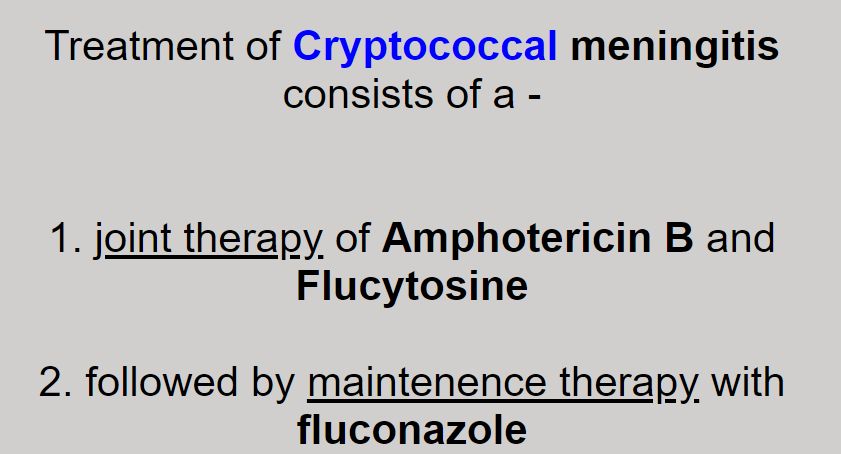 Treatment of Cryptococcal meningitis
consists of a -
1. joint therapy of Amphotericin B and
Flucytosine
2. followed by maintenence therapy with
fluconazole